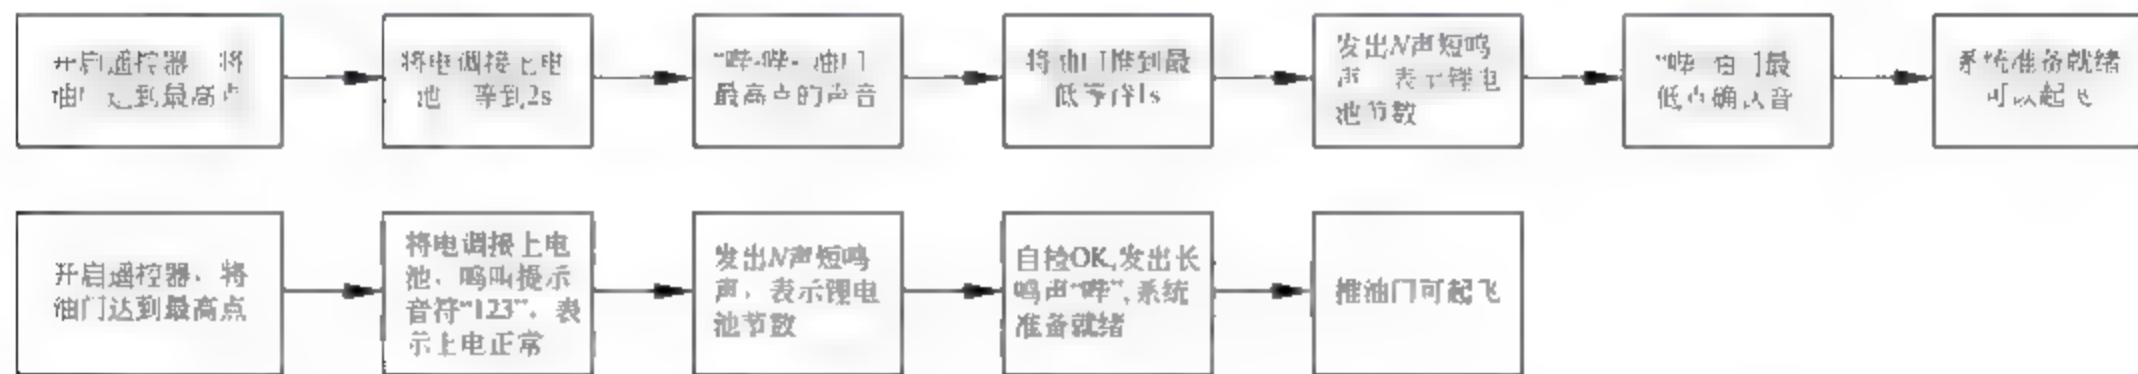 开启遥控器，将
油门达到最高点
将电调接上电
池，等到2s
“哔-哔-”油门
最高点的声音
将油门推到最
低等待1s
发出N声短鸣
声，表示锂电
池节数
“哔”油门最
低点确认音
系统准备就绪
可以起飞
开启遥控器，将
油门达到最高点
将电调接上电
池，鸣叫提示
音符“123”，表
示上电正常
发出N声短鸣
声，表示锂电
池节数
自检OK,发出长
鸣声“哔”,系统
准备就绪
推油门可起飞